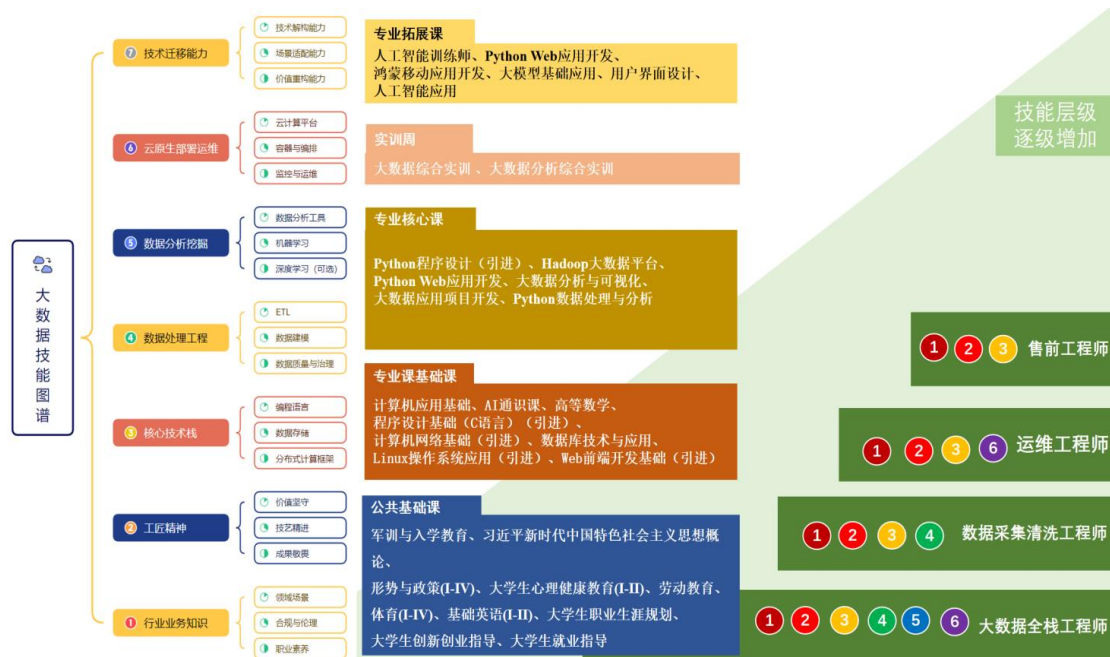 大数据技能图谱
⑦ 技术迁移能力
技术解构能力
场景适配能力
价值重构能力
⑥ 云原生部署运维
云计算平台
容器与编排
监控与运维
⑤ 数据分析挖掘
数据分析工具
机器学习
深度学习（可选）
④ 数据处理工程
ETL
数据建模
数据质量与治理
③ 核心技术栈
编程语言
数据存储
分布式计算框架
② 工匠精神
价值坚守
技艺精进
成果敬畏
① 行业业务知识
领域场景
合规与伦理
职业素养
专业拓展课
人工智能训练师、Python Web应用开发、
鸿蒙移动应用开发、大模型基础应用、用户界面设计、
人工智能应用
实训周
大数据综合实训 、大数据分析综合实训
专业核心课
Python程序设计（引进）、Hadoop大数据平台、
Python Web应用开发、大数据分析与可视化、
大数据应用项目开发、Python数据处理与分析
专业课基础课
计算机应用基础、AI通识课、高等数学、
程序设计基础（C语言）（引进）、
计算机网络基础（引进）、数据库技术与应用、
Linux操作系统应用（引进）、Web前端开发基础（引进）
公共基础课
军训与入学教育、习近平新时代中国特色社会主义思想概
论、
形势与政策(I-IV)、大学生心理健康教育(I-II)、劳动教育、
体育(I-IV)、基础英语(I-II)、大学生职业生涯规划、
大学生创新创业指导、大学生就业指导
技能层级
逐级增加
1 2 3 售前工程师
1 2 3 6 运维工程师
1 2 3 4 数据采集清洗工程师
1 2 3 4 5 6 大数据全栈工程师